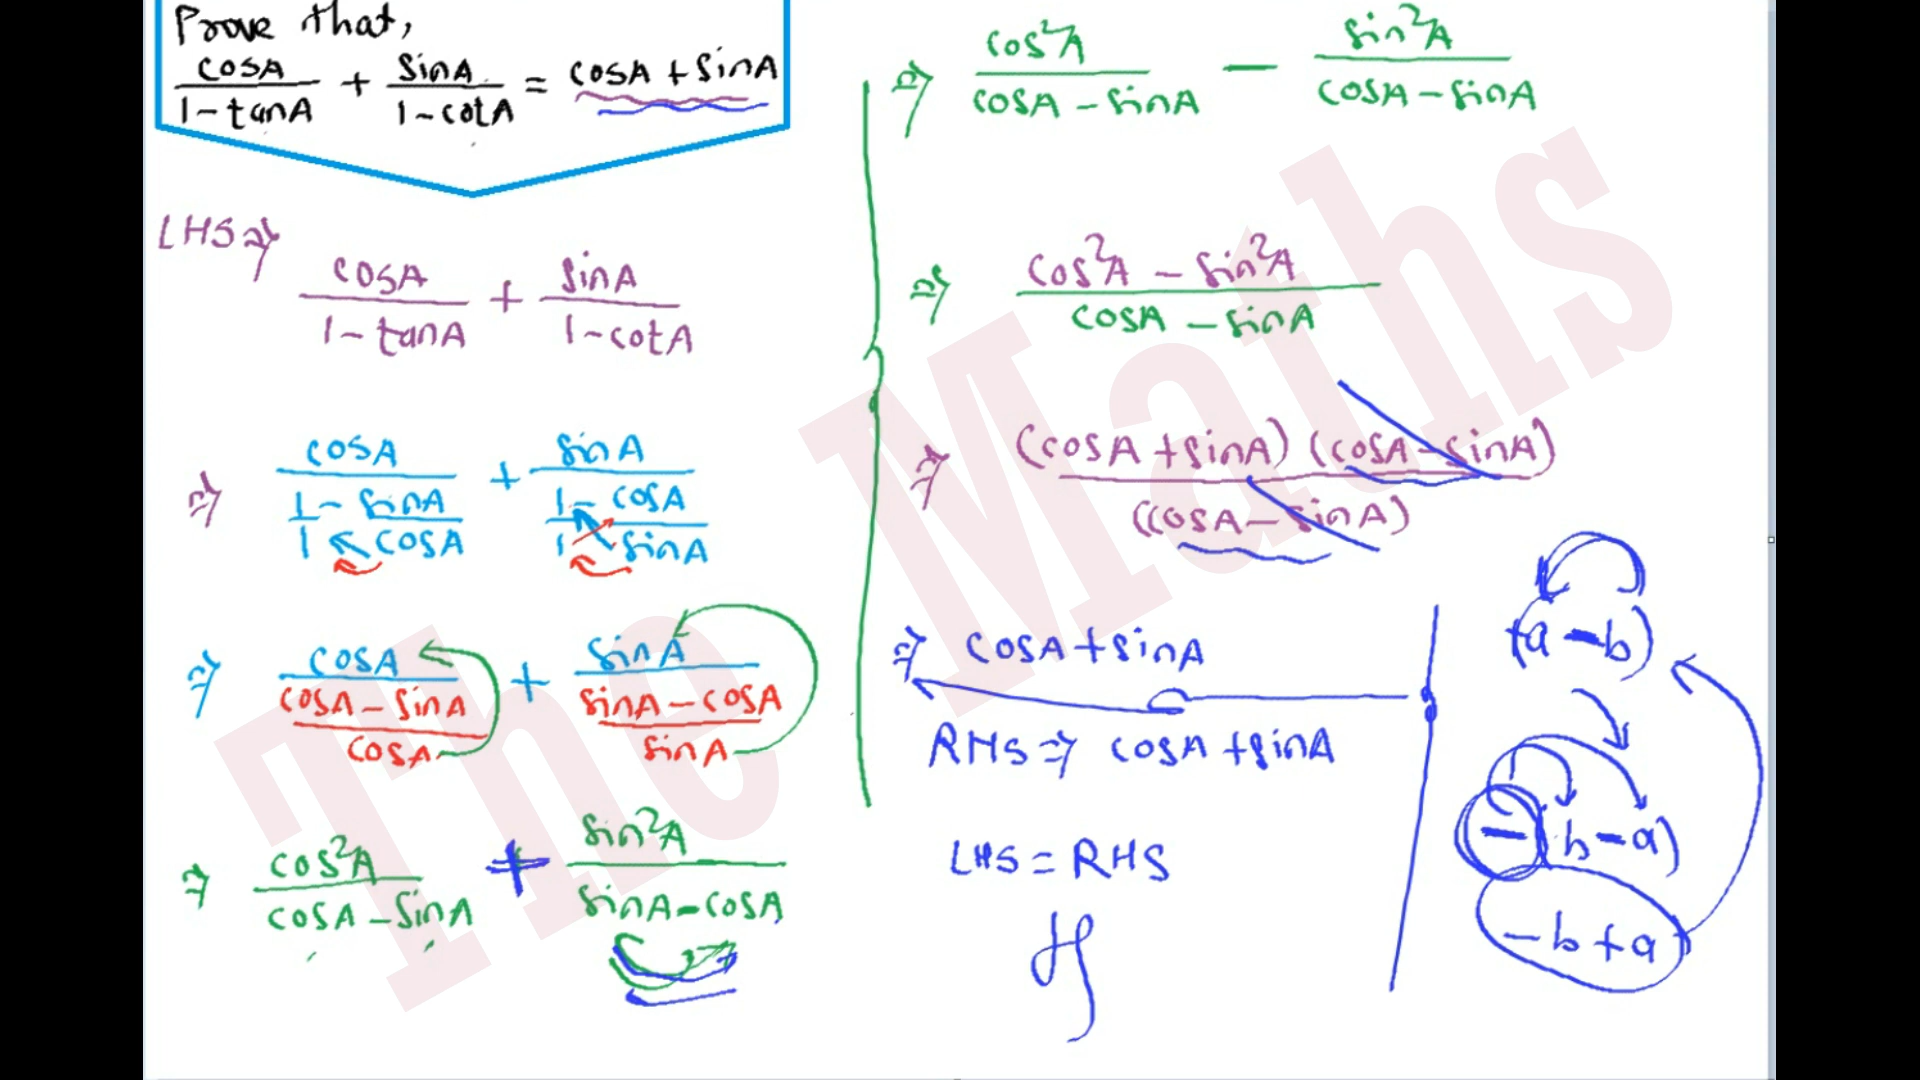 Prove that,
cosA/(1-tanA) + sinA/(1-cotA) = cosA + sinA
LHS ⇒
cosA/(1-tanA) + sinA/(1-cotA)
⇒ cosA/(1/1 - sinA/cosA) + sinA/(1/1 - cosA/sinA)
⇒ cosA/((cosA - sinA)/cosA) + sinA/((sinA - cosA)/sinA)
⇒ cos²A/(cosA - sinA) + sin²A/(sinA - cosA)
⇒ cos²A/(cosA - sinA) - sin²A/(cosA - sinA)
⇒ (cos²A - sin²A)/(cosA - sinA)
⇒ (cosA + sinA)(cosA - sinA)/(cosA - sinA)
⇒ cosA + sinA
RHS ⇒ cosA + sinA
LHS = RHS
(a - b)
-(b - a)
-b + a
The Maths